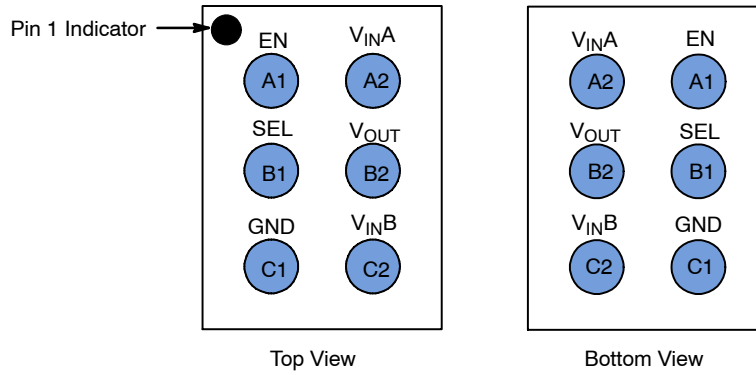 Pin 1 Indicator
EN VINA
A1 A2
SEL VOUT
B1 B2
GND VINB
C1 C2
Top View
VINA EN
A2 A1
VOUT SEL
B2 B1
VINB GND
C2 C1
Bottom View